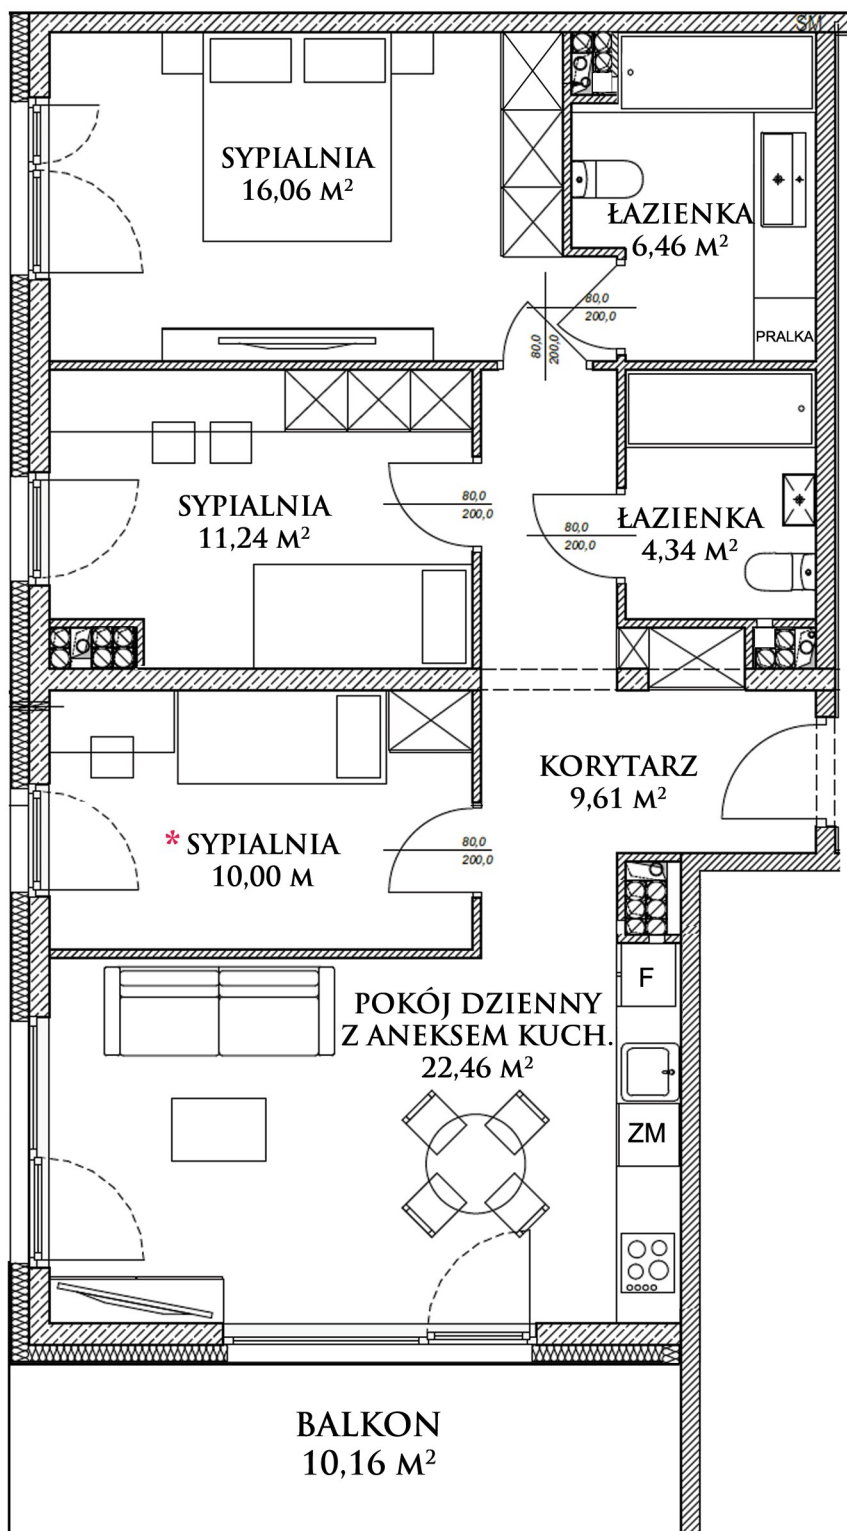 SM
SYPIALNIA
16,06 M²
ŁAZIENKA
6,46 M²
80,0
200,0
80,0
200,0
PRALKA
SYPIALNIA
11,24 M²
80,0
200,0
80,0
200,0
ŁAZIENKA
4,34 M²
KORYTARZ
9,61 M²
* SYPIALNIA
10,00 M
80,0
200,0
F
POKÓJ DZIENNY
Z ANEKSEM KUCH.
22,46 M²
ZM
BALKON
10,16 M²